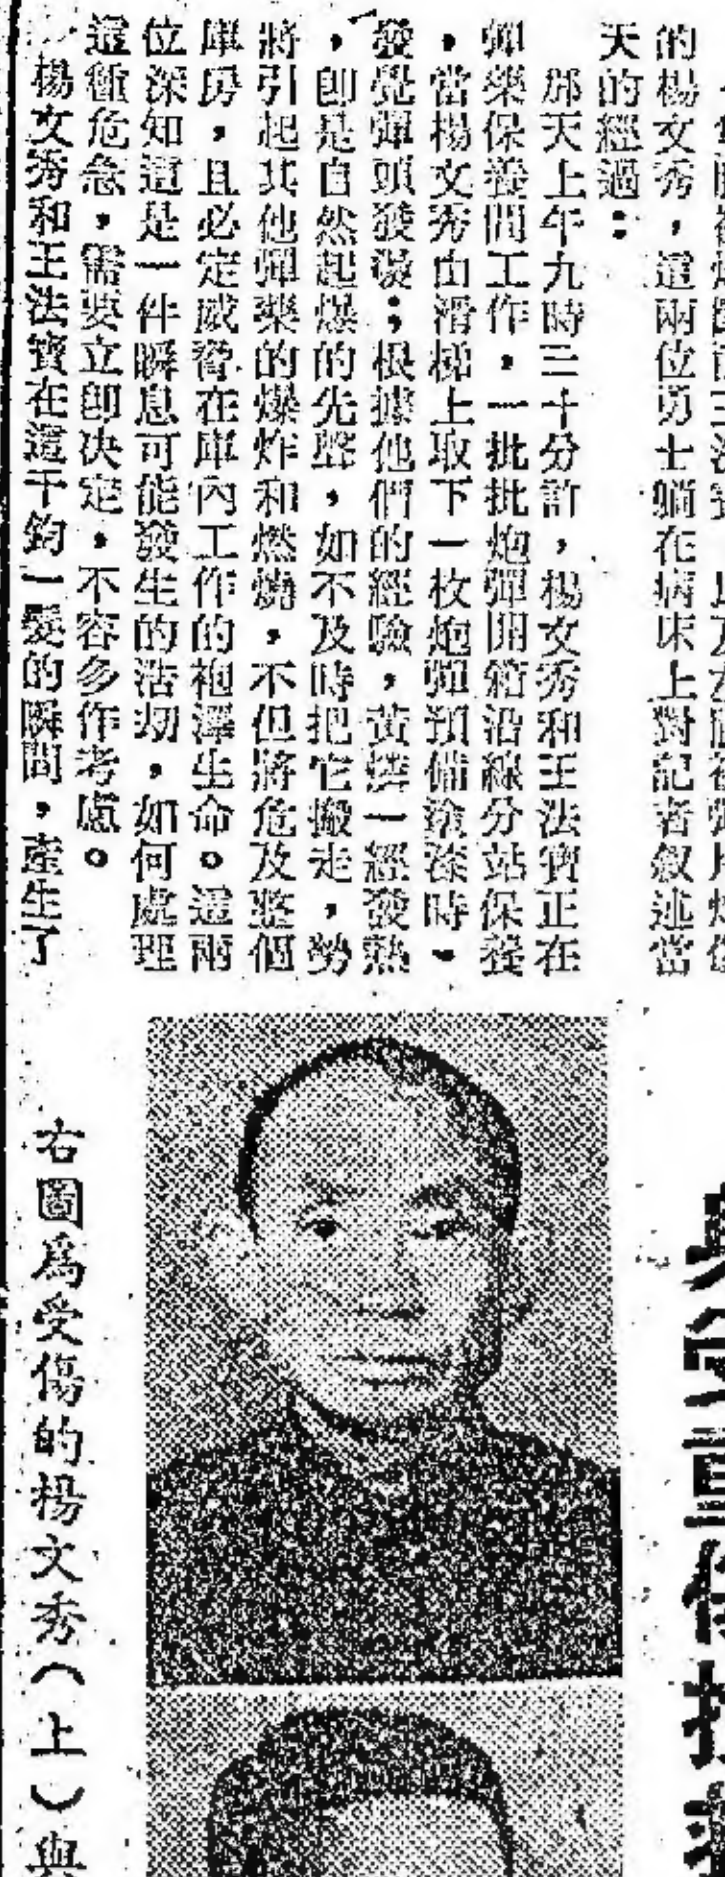 的楊文秀,這兩位勇士躺在病床上對記者叙述當
天的經過:
那天上午九時三十分許,楊文秀和王法寶正在
彈藥保養間工作,一批批炮彈開箱沿線分站保養
,當楊文秀由滑梯上取下一枚炮彈預備塗漆時,
發覺彈頭發燙;根據他們的經驗,黃燐一經發熱
,卽是自然起爆的先聲,如不及時把它搬走,勢
將引起其他彈藥的爆炸和燃燒,不但將危及整個
庫房,且必定威脅在庫內工作的袍澤生命。這兩
位深知這是一件瞬息可能發生的浩刼,如何處理
這種危急,需要立卽决定,不容多作考慮。
楊文秀和王法寶在這千鈞一髮的瞬間,產生了
右圖爲受傷的楊文秀(上)與